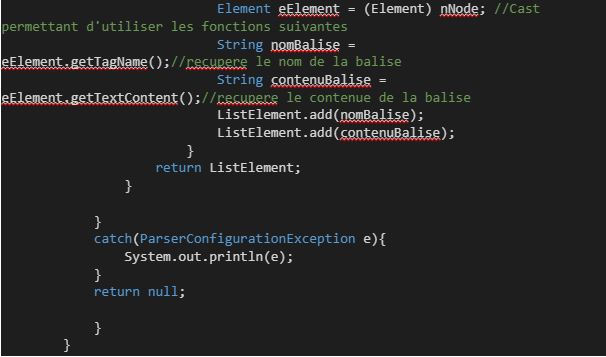 Element eElement = (Element) nNode; //Cast
permettant d'utiliser les fonctions suivantes
String nomBalise =
eElement.getTagName();//recupere le nom de la balise
String contenuBalise =
eElement.getTextContent();//recupere le contenue de la balise
ListElement.add(nomBalise);
ListElement.add(contenuBalise);
}
return ListElement;
}
}
catch(ParserConfigurationException e){
System.out.println(e);
}
return null;
}
}